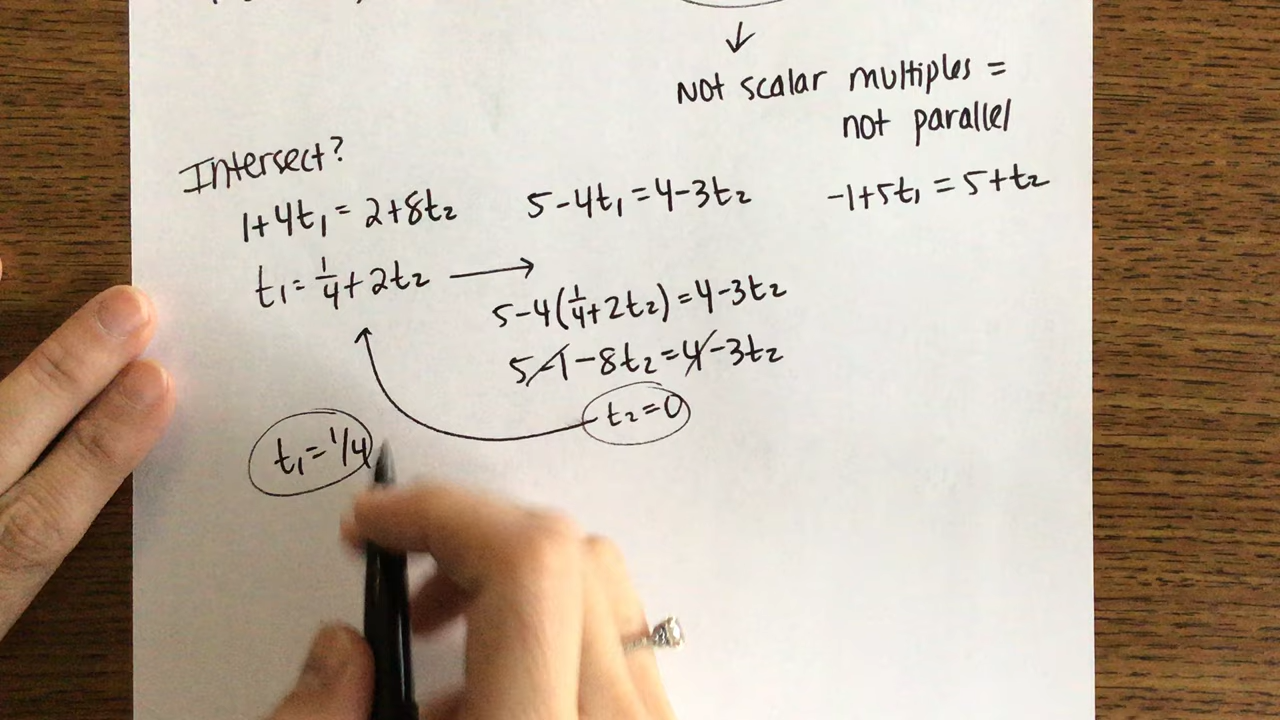 Not scalar multiples =
not parallel
Intersect?
1+4t₁ = 2+8t₂
5-4t₁ = 4-3t₂
-1+5t₁ = 5+t₂
t₁ = 1/4 + 2t₂ →
5-4(1/4+2t₂) = 4-3t₂
5-1-8t₂ = 4-3t₂
t₂ = 0
t₁ = 1/4